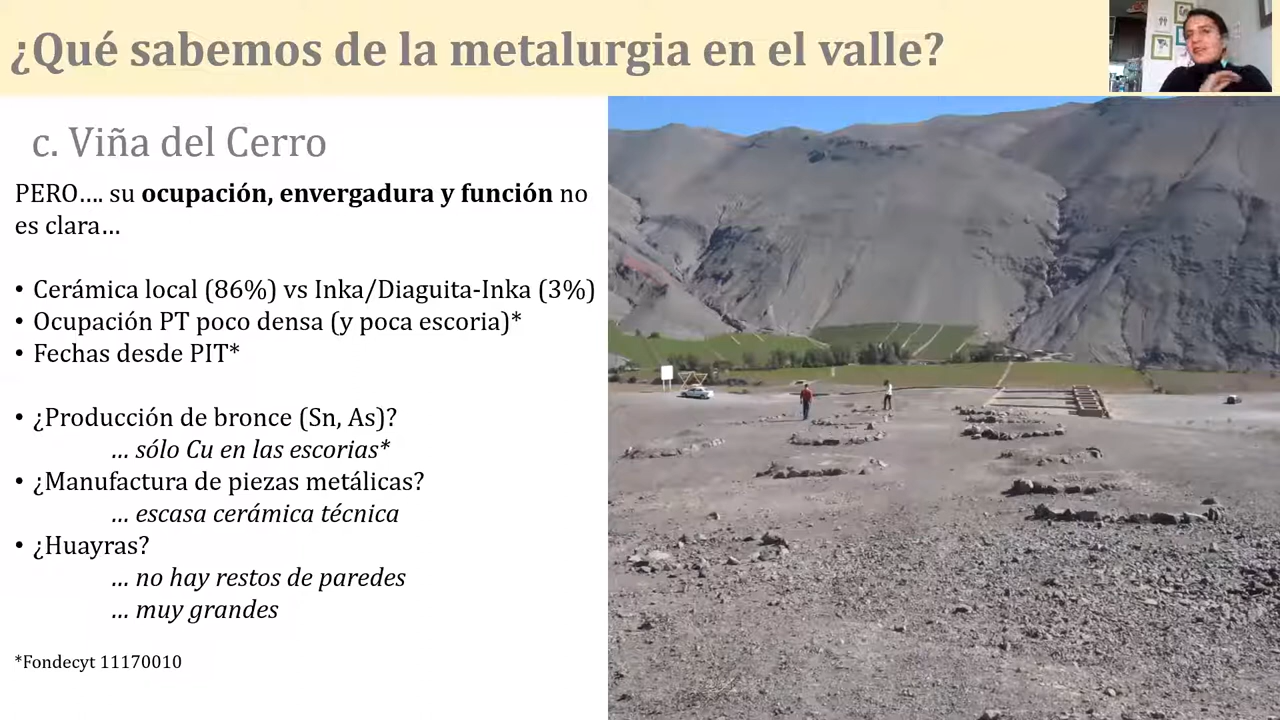 ¿Qué sabemos de la metalurgia en el valle?
c. Viña del Cerro
PERO…. su ocupación, envergadura y función no
es clara…
• Cerámica local (86%) vs Inka/Diaguita-Inka (3%)
• Ocupación PT poco densa (y poca escoria)*
• Fechas desde PIT*
• ¿Producción de bronce (Sn, As)?
… sólo Cu en las escorias*
• ¿Manufactura de piezas metálicas?
… escasa cerámica técnica
• ¿Huayras?
… no hay restos de paredes
… muy grandes
*Fondecyt 11170010